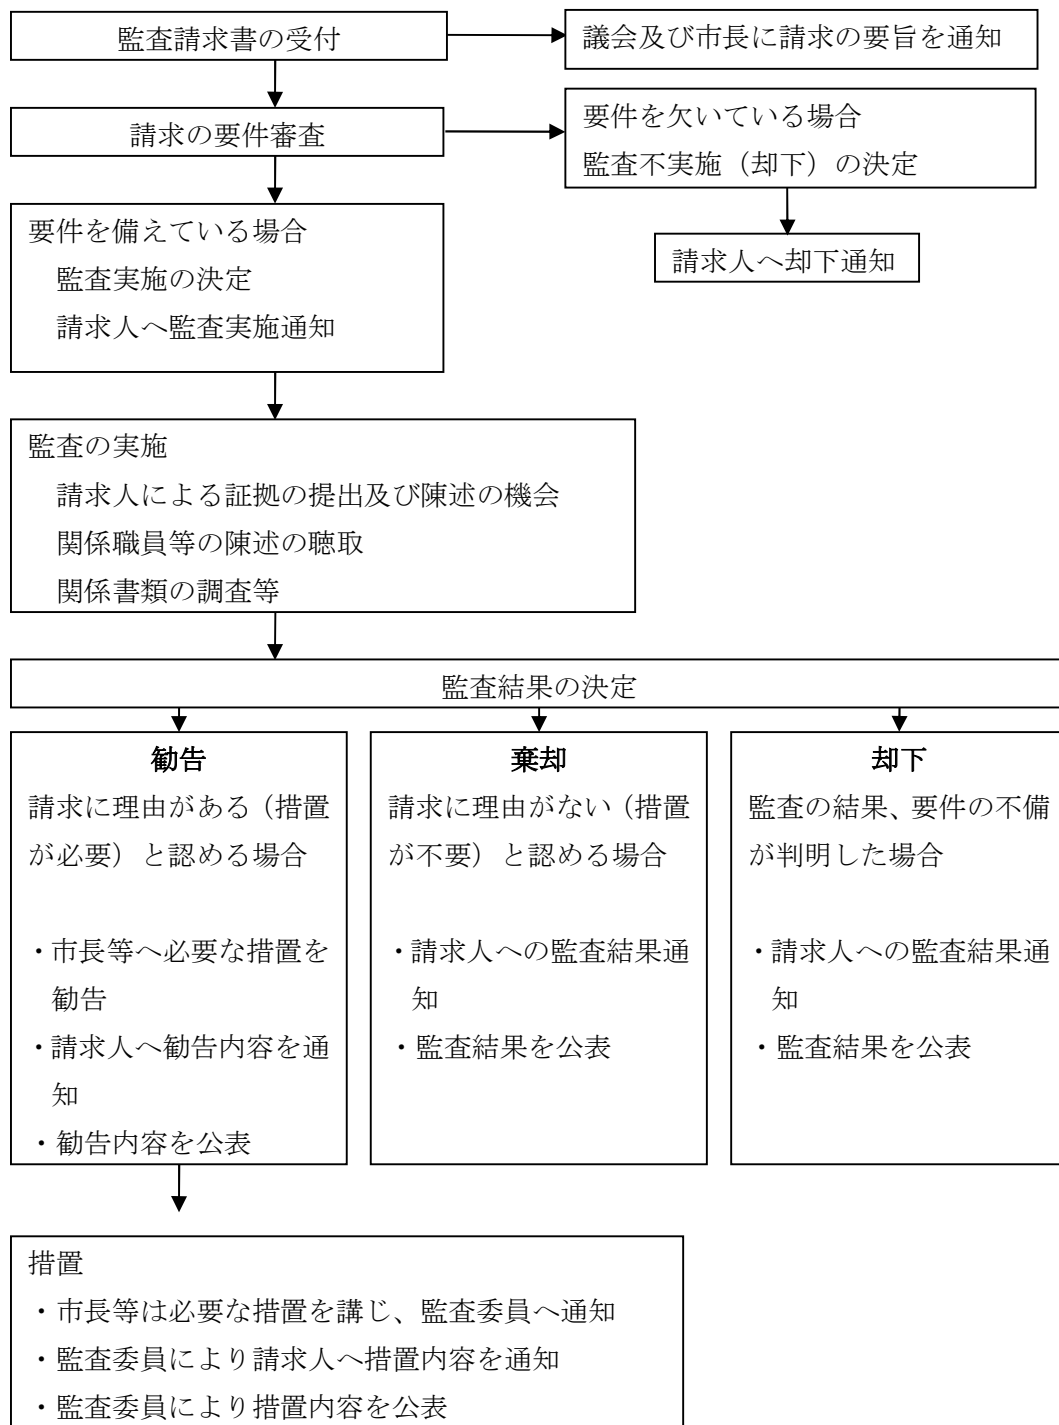 監査請求書の受付
議会及び市長に請求の要旨を通知
請求の要件審査
要件を欠いている場合
監査不実施（却下）の決定
請求人へ却下通知
要件を備えている場合
監査実施の決定
請求人へ監査実施通知
監査の実施
請求人による証拠の提出及び陳述の機会
関係職員等の陳述の聴取
関係書類の調査等
監査結果の決定
勧告
請求に理由がある（措置
が必要）と認める場合
・市長等へ必要な措置を
勧告
・請求人へ勧告内容を通
知
・勧告内容を公表
棄却
請求に理由がない（措置
が不要）と認める場合
・請求人への監査結果通
知
・監査結果を公表
却下
監査の結果、要件の不備
が判明した場合
・請求人への監査結果通
知
・監査結果を公表
措置
・市長等は必要な措置を講じ、監査委員へ通知
・監査委員により請求人へ措置内容を通知
・監査委員により措置内容を公表